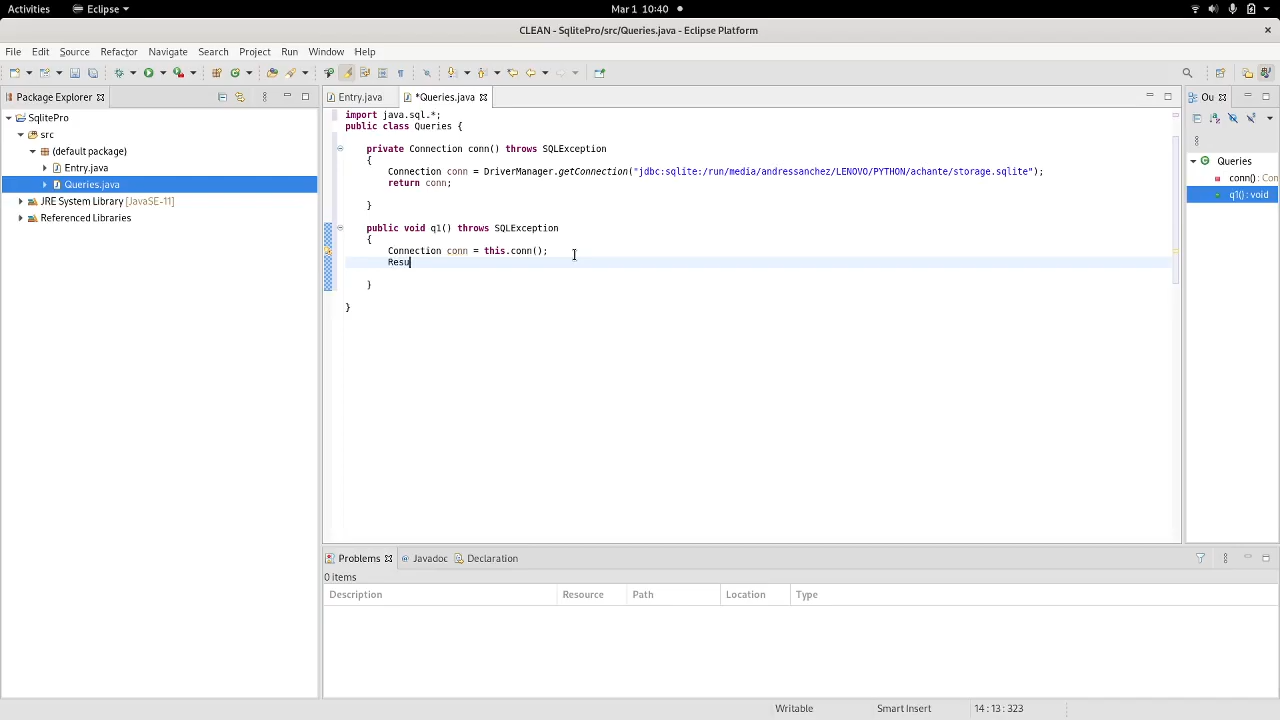 Activities
Eclipse
Mar 1 10:40
CLEAN - SqlitePro/src/Queries.java - Eclipse Platform
File Edit Source Refactor Navigate Search Project Run Window Help
Package Explorer
SqlitePro
src
(default package)
Entry.java
Queries.java
JRE System Library [JavaSE-11]
Referenced Libraries
Entry.java
*Queries.java
import java.sql.*;
public class Queries {
private Connection conn() throws SQLException
{
Connection conn = DriverManager.getConnection("jdbc:sqlite:/run/media/andressanchez/LENOVO/PYTHON/achante/storage.sqlite");
return conn;
}
public void q1() throws SQLException
{
Connection conn = this.conn();
Resu
}
}
Ou
Queries
conn() : Con
q1() : void
Problems
Javadoc
Declaration
0 items
Description Resource Path Location Type
Writable
Smart Insert
14 : 13 : 323